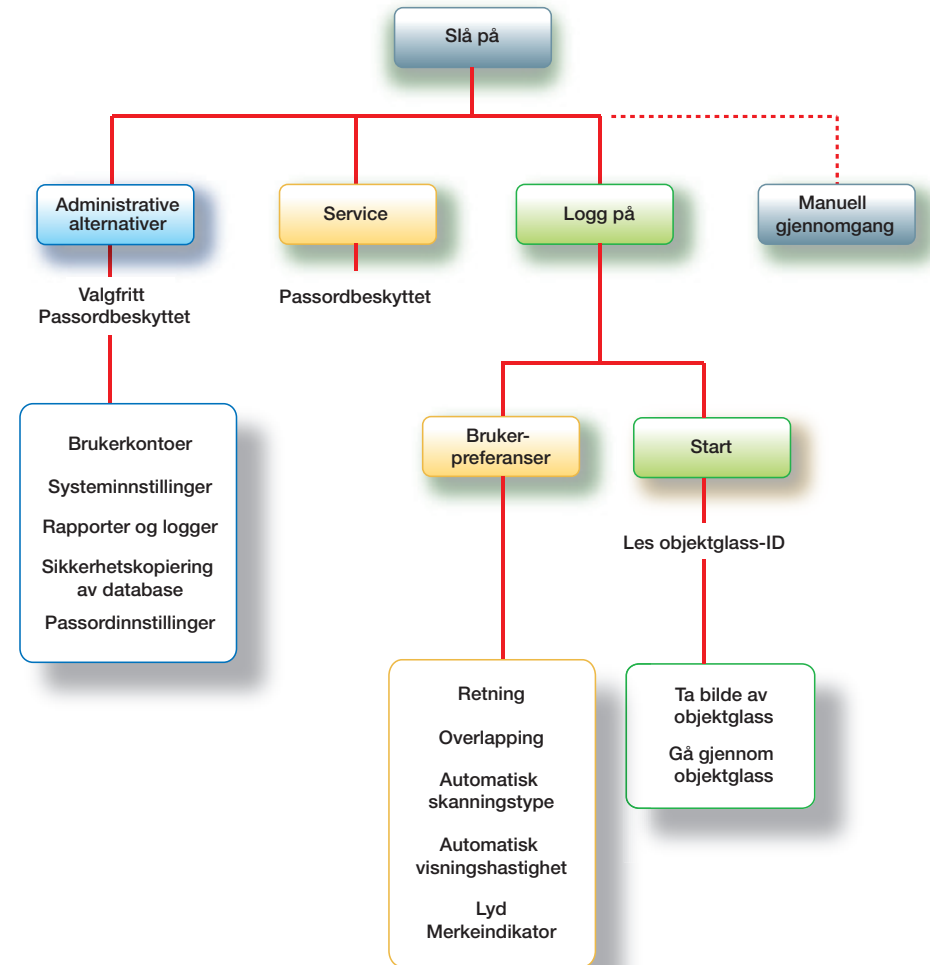 Slå på
Administrative
alternativer
Service
Logg på
Manuell
gjennomgang
Valgfritt
Passordbeskyttet
Passordbeskyttet
Brukerkontoer
Systeminnstillinger
Rapporter og logger
Sikkerhetskopiering
av database
Passordinnstillinger
Bruker-
preferanser
Start
Les objektglass-ID
Retning
Overlapping
Automatisk
skanningstype
Automatisk
visningshastighet
Lyd
Merkeindikator
Ta bilde av
objektglass
Gå gjennom
objektglass